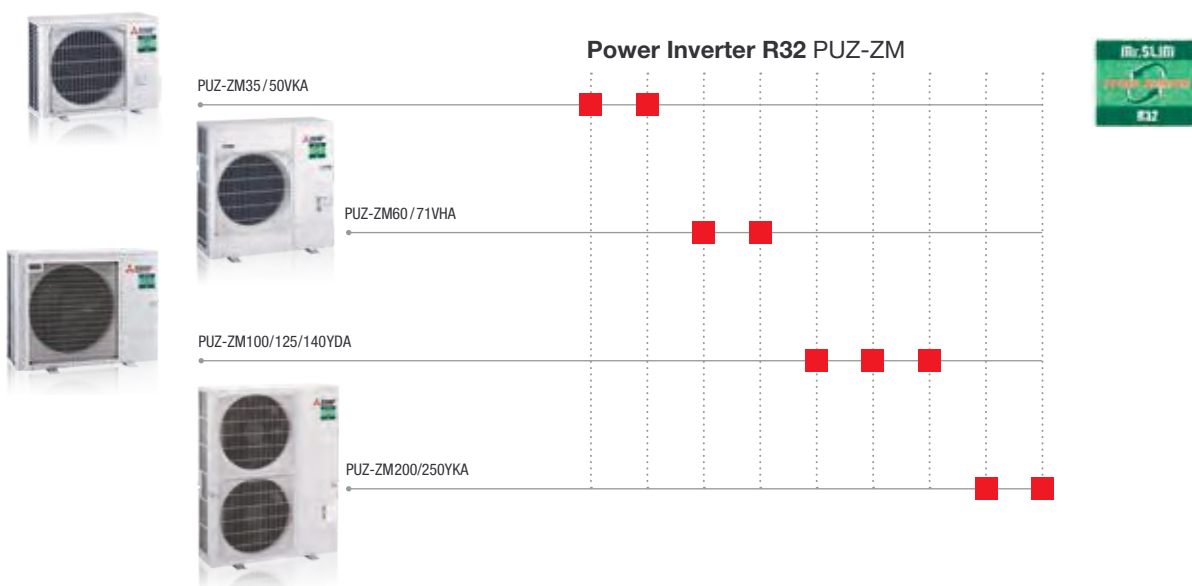 Power Inverter R32 PUZ-ZM
Mr.SLIM
R32
PUZ-ZM35/50VKA
PUZ-ZM60/71VHA
PUZ-ZM100/125/140YDA
PUZ-ZM200/250YKA